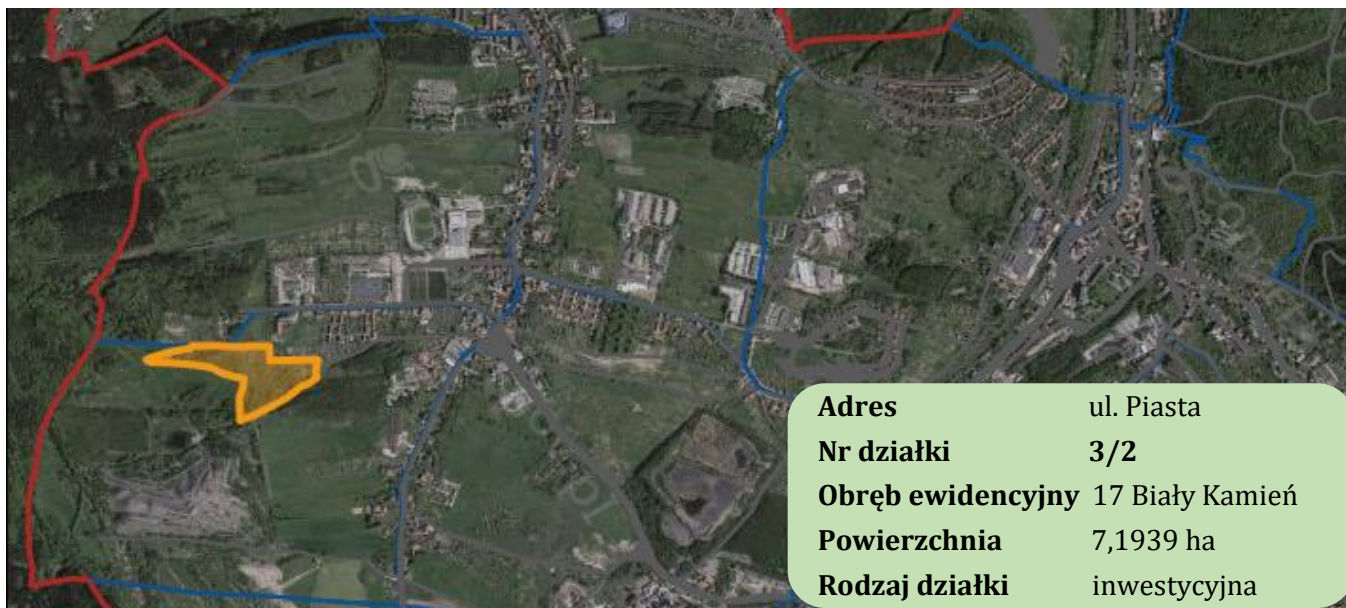 Adres ul. Piasta
Nr działki 3/2
Obręb ewidencyjny 17 Biały Kamień
Powierzchnia 7,1939 ha
Rodzaj działki inwestycyjna